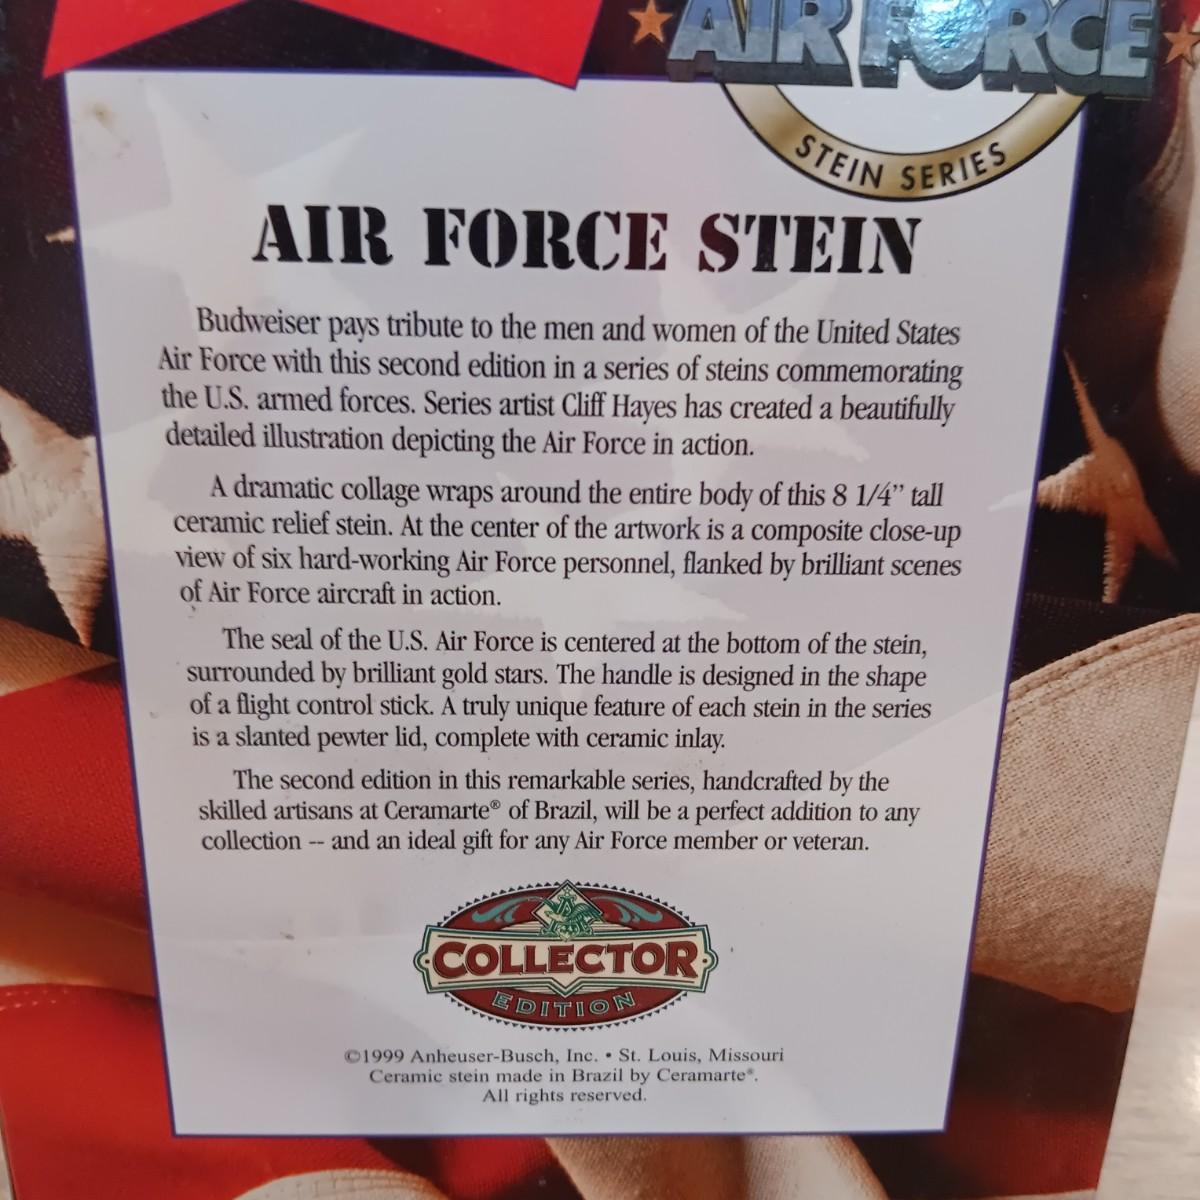 AIR FORCE
STEIN SERIES
AIR FORCE STEIN
Budweiser pays tribute to the men and women of the United States
Air Force with this second edition in a series of steins commemorating
the U.S. armed forces. Series artist Cliff Hayes has created a beautifully
detailed illustration depicting the Air Force in action.
A dramatic collage wraps around the entire body of this 8 1/4” tall
ceramic relief stein. At the center of the artwork is a composite close-up
view of six hard-working Air Force personnel, flanked by brilliant scenes
of Air Force aircraft in action.
The seal of the U.S. Air Force is centered at the bottom of the stein,
surrounded by brilliant gold stars. The handle is designed in the shape
of a flight control stick. A truly unique feature of each stein in the series
is a slanted pewter lid, complete with ceramic inlay.
The second edition in this remarkable series, handcrafted by the
skilled artisans at Ceramarte® of Brazil, will be a perfect addition to any
collection -- and an ideal gift for any Air Force member or veteran.
COLLECTOR
EDITION
©1999 Anheuser-Busch, Inc. • St. Louis, Missouri
Ceramic stein made in Brazil by Ceramarte®.
All rights reserved.